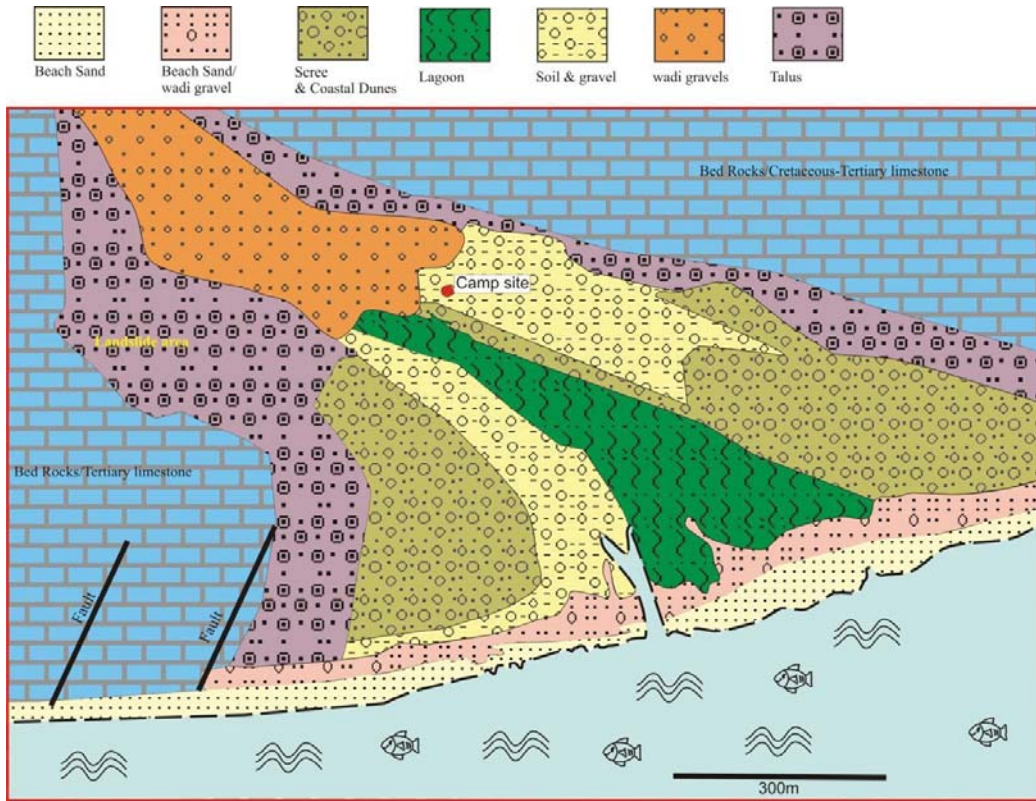 Beach Sand
Beach Sand/
wadi gravel
Scree
& Coastal Dunes
Lagoon
Soil & gravel
wadi gravels
Talus
Bed Rocks/Cretaceous-Tertiary limestone
Camp site
Landslide area
Bed Rocks/Tertiary limestone
Fault
Fault
300m